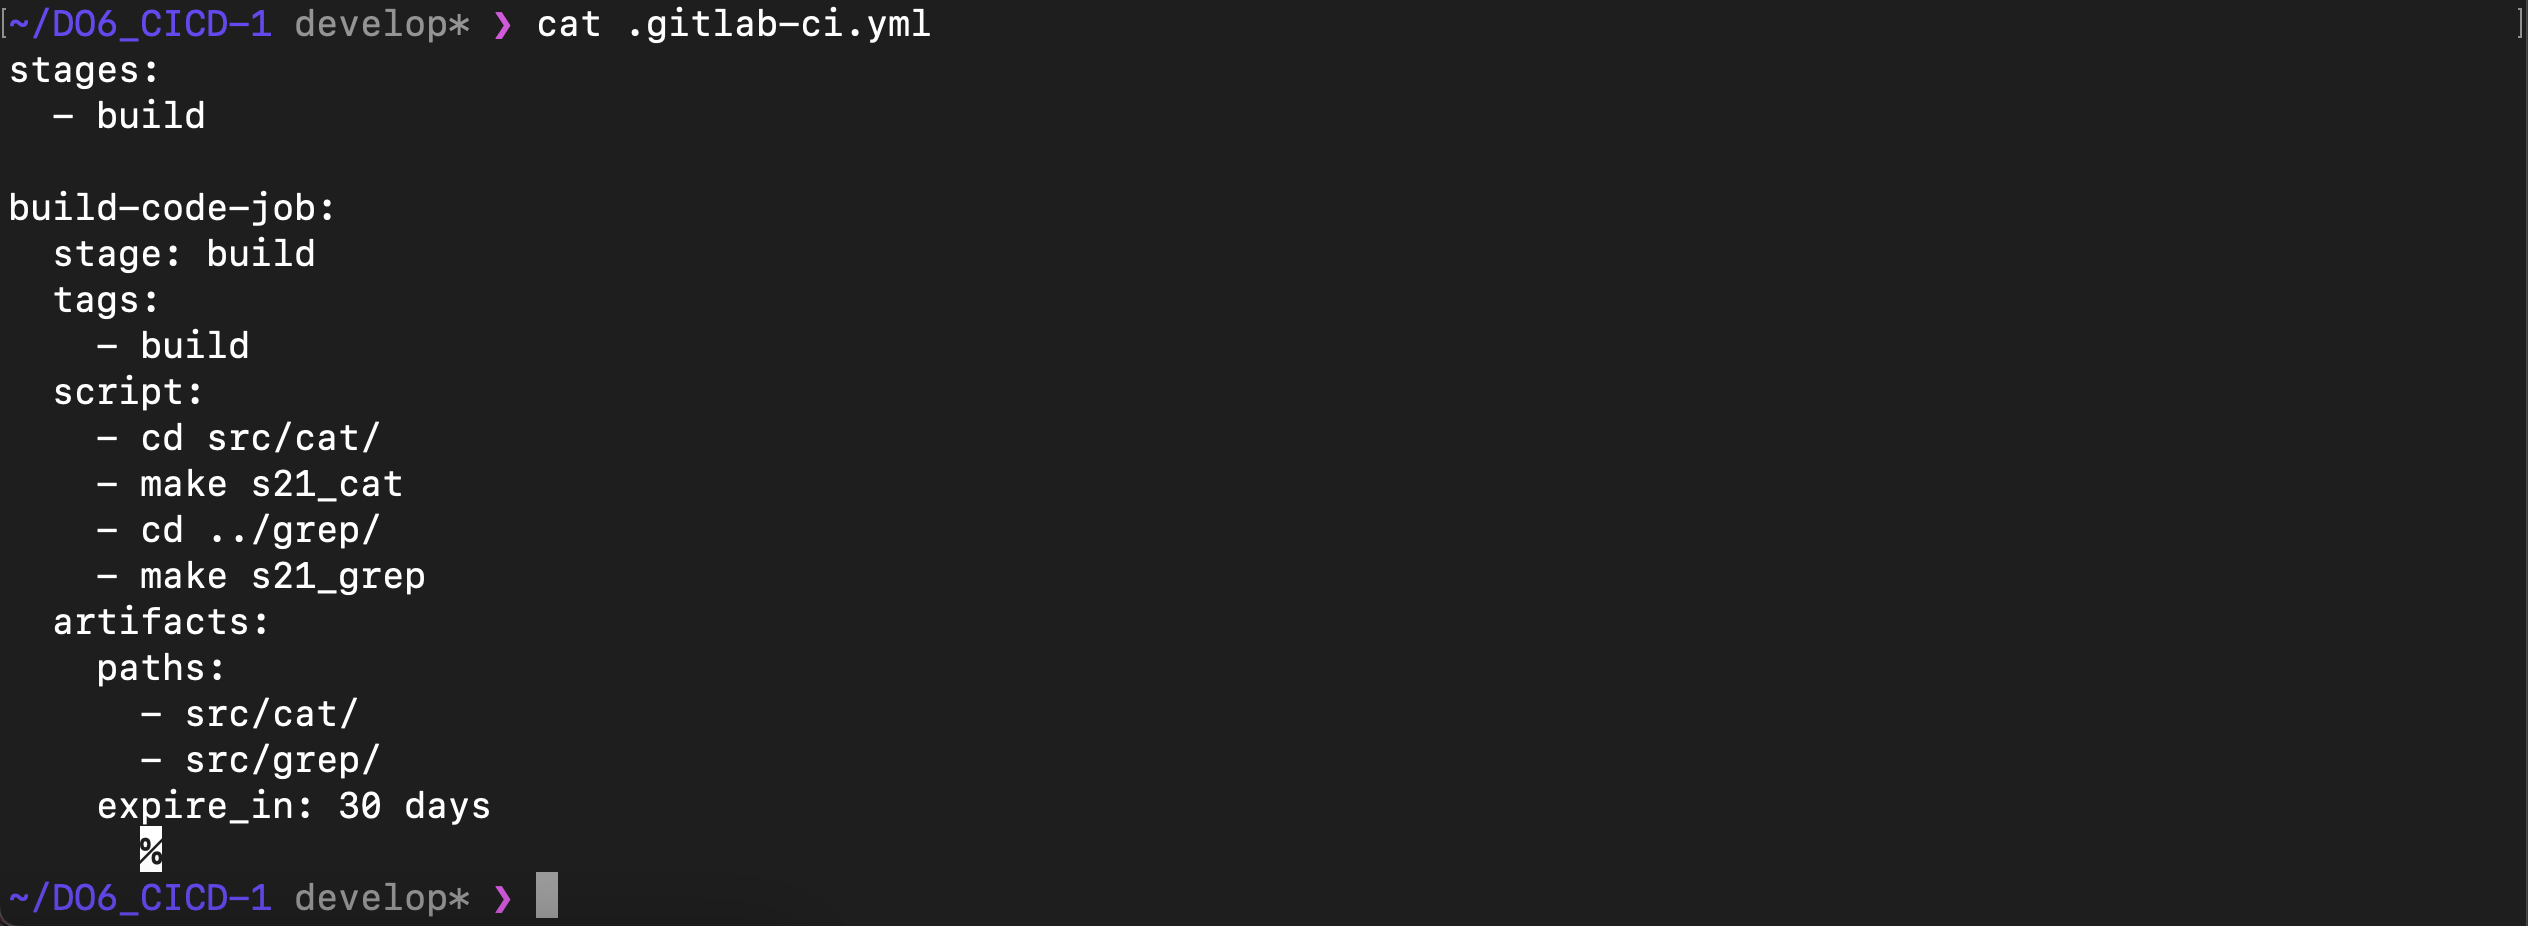 [~/DO6_CICD-1 develop* ❯ cat .gitlab-ci.yml ]
stages:
  - build

build-code-job:
  stage: build
  tags:
    - build
  script:
    - cd src/cat/
    - make s21_cat
    - cd ../grep/
    - make s21_grep
  artifacts:
    paths:
      - src/cat/
      - src/grep/
    expire_in: 30 days
      %
~/DO6_CICD-1 develop* ❯